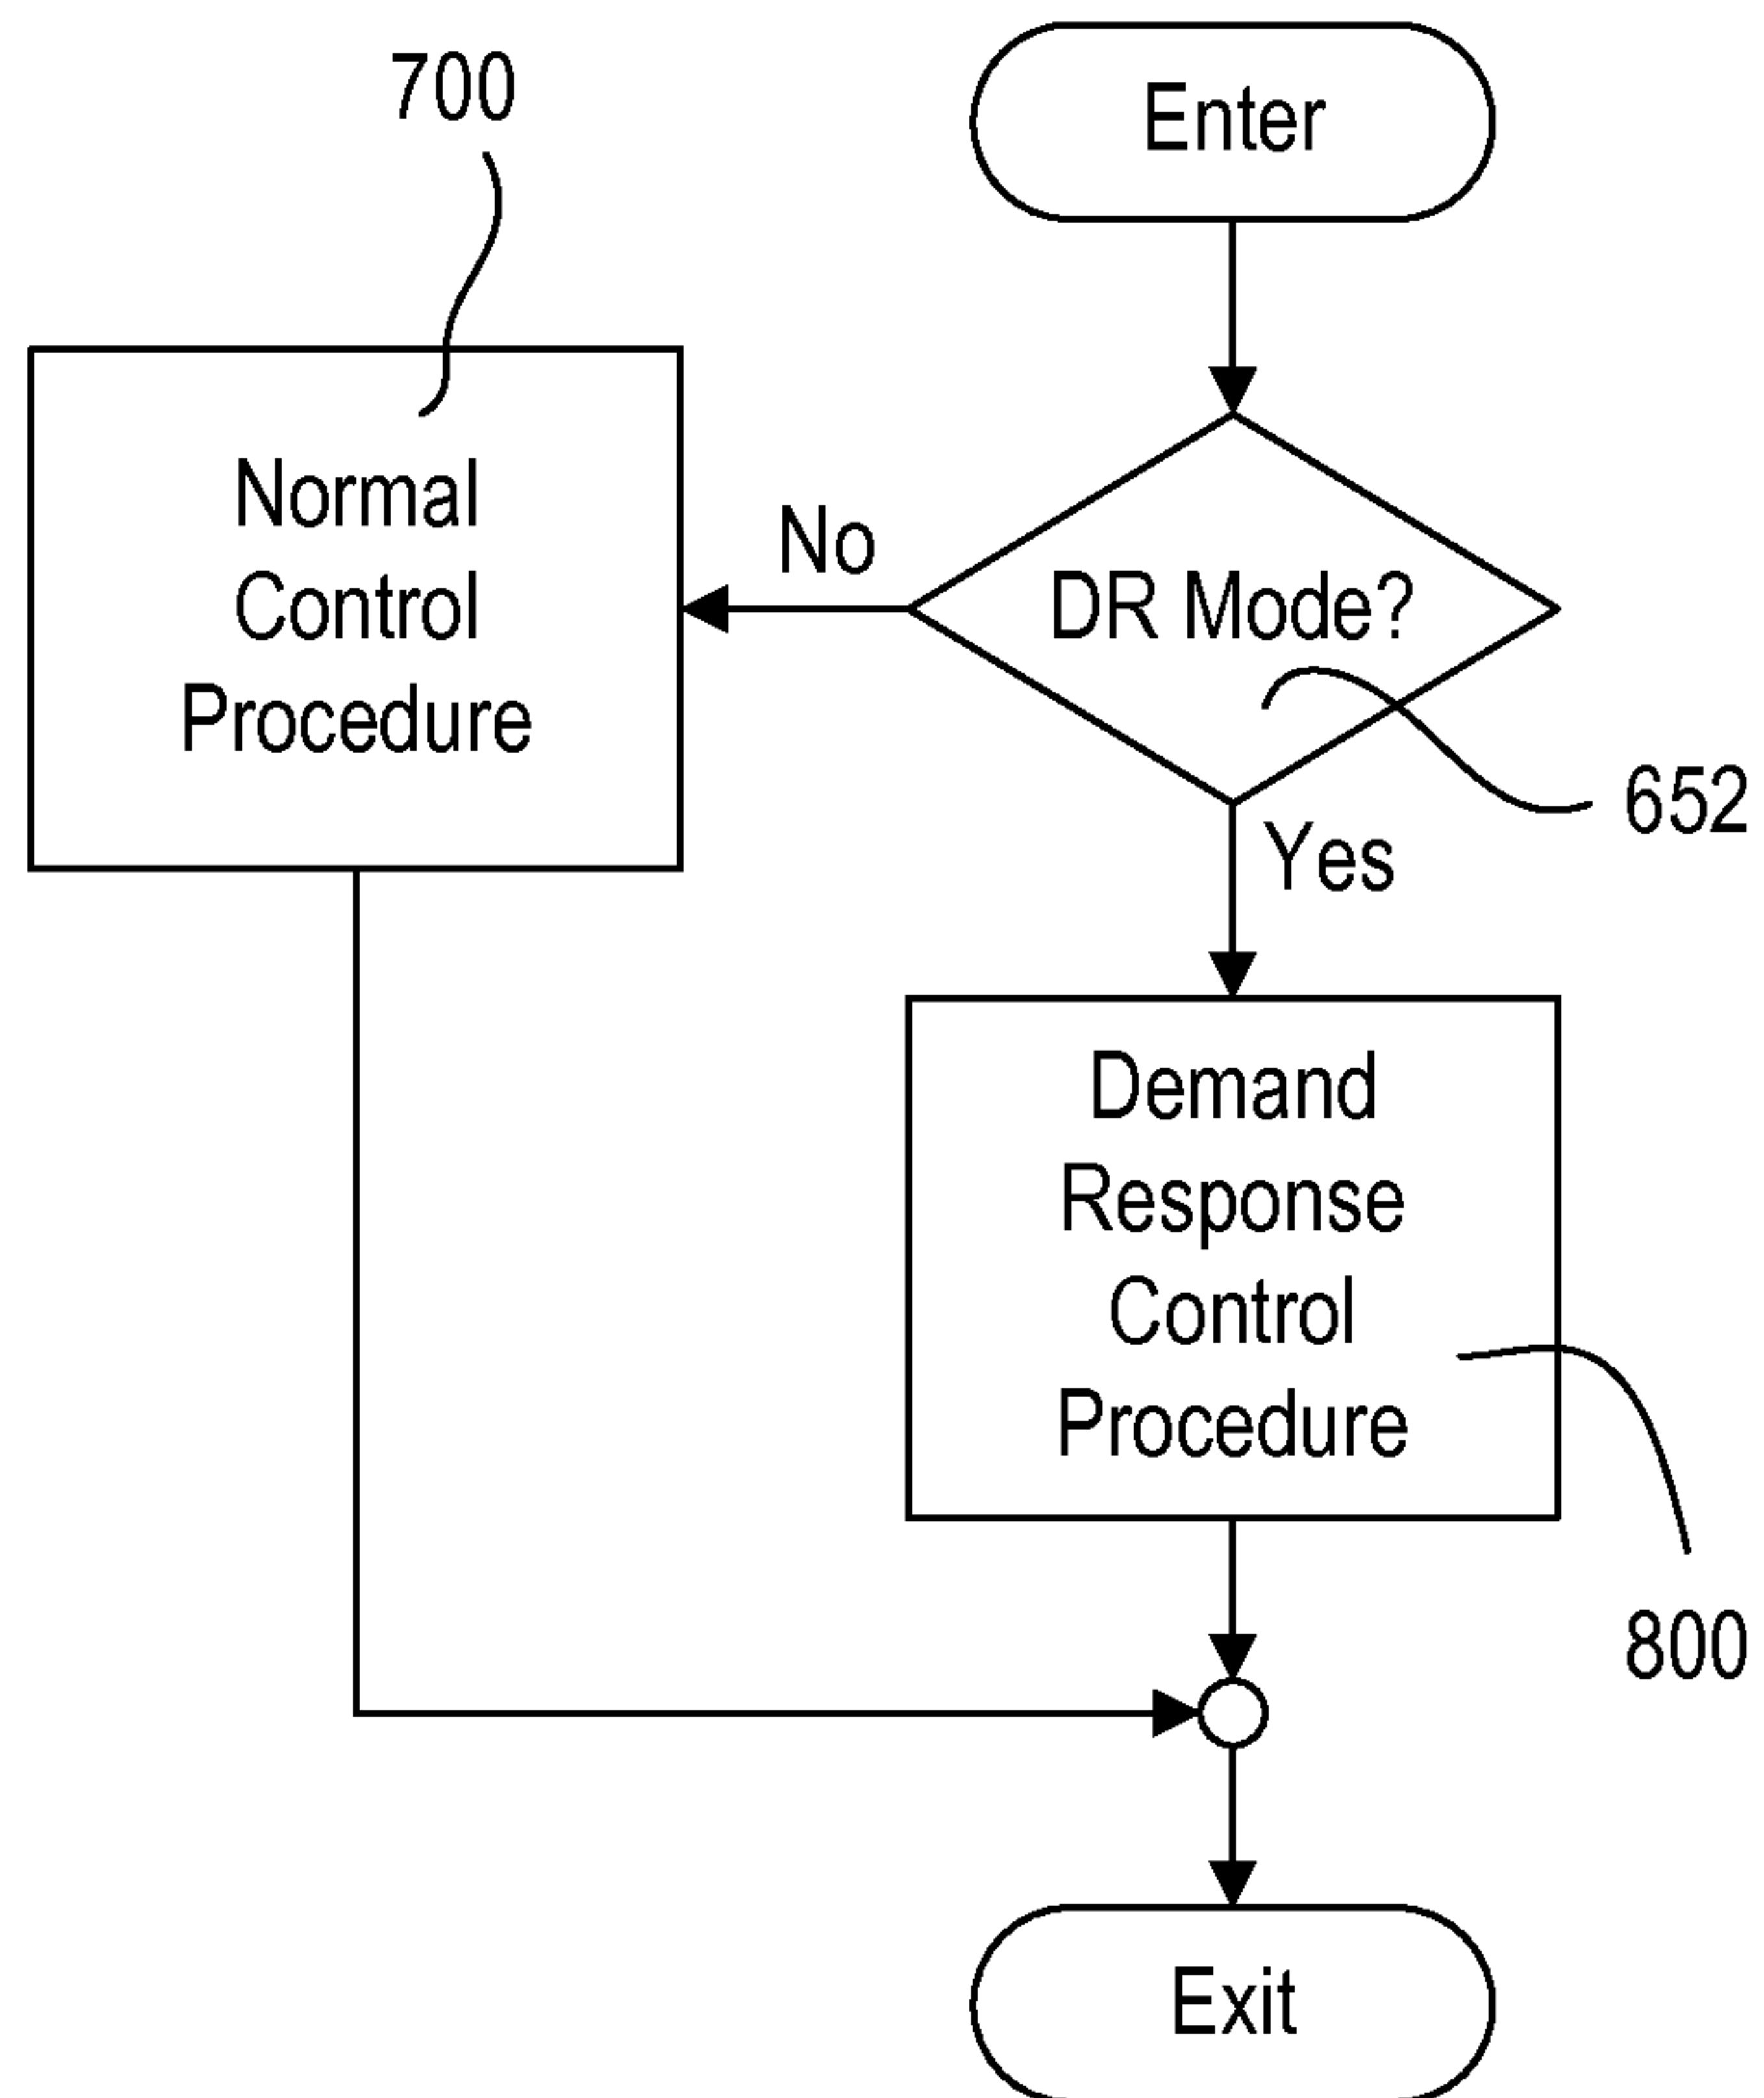 700
Enter
Normal
Control
Procedure
No
DR Mode?
652
Yes
Demand
Response
Control
Procedure
800
Exit